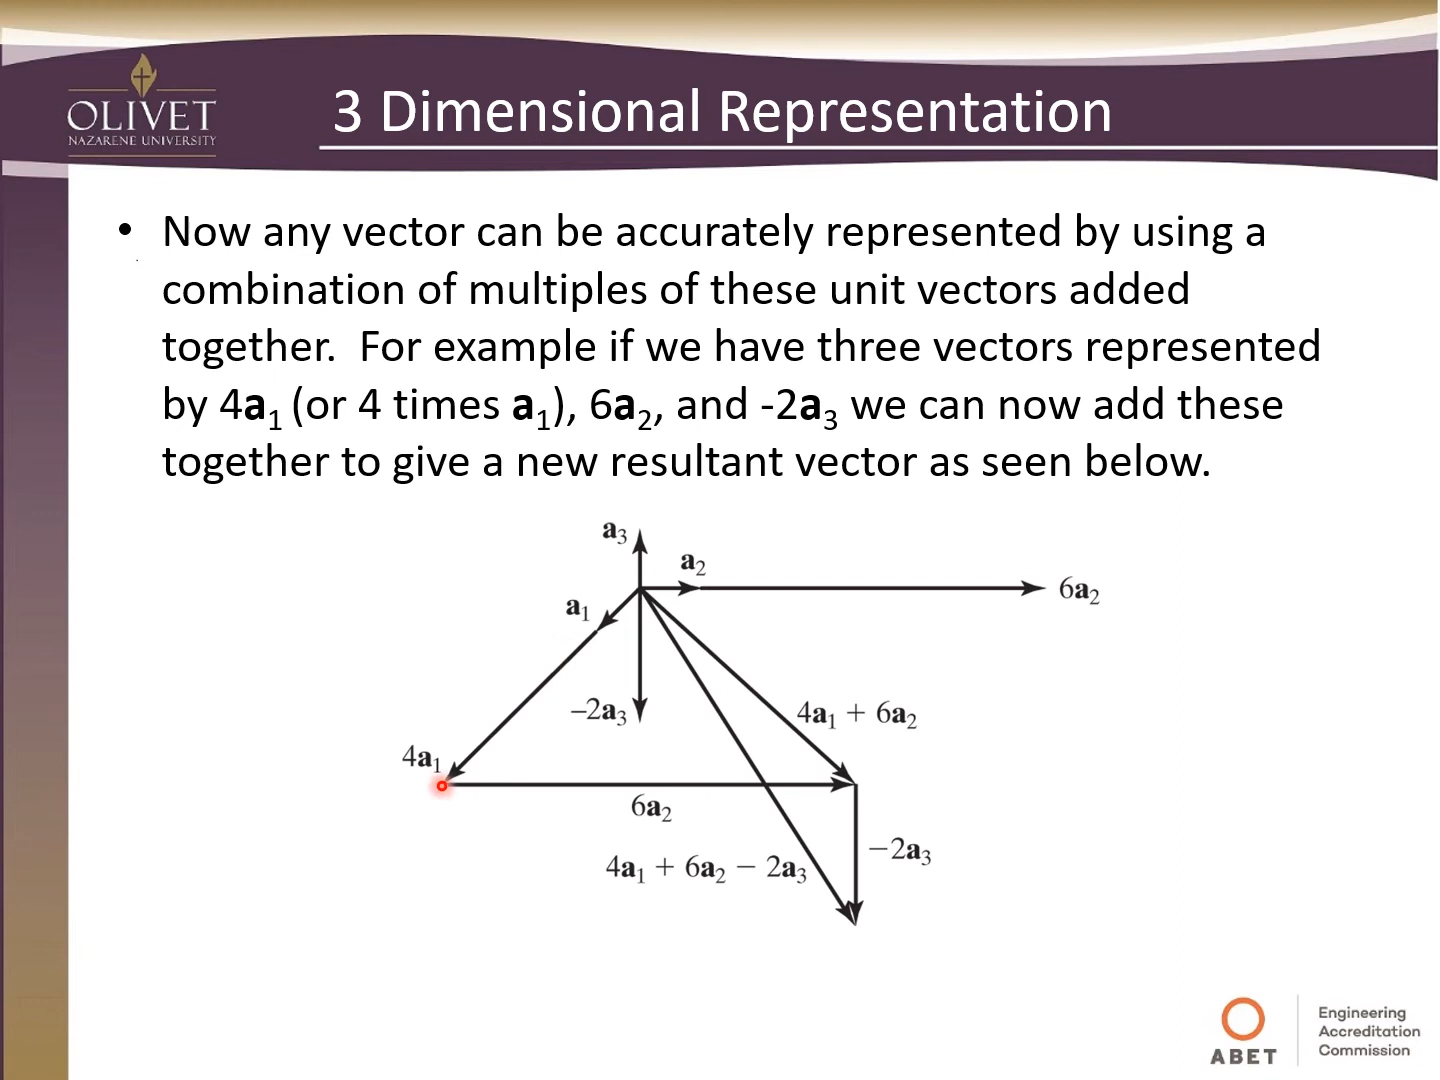 OLIVET
NAZARENE UNIVERSITY
3 Dimensional Representation
• Now any vector can be accurately represented by using a
combination of multiples of these unit vectors added
together.  For example if we have three vectors represented
by 4a₁ (or 4 times a₁), 6a₂, and -2a₃ we can now add these
together to give a new resultant vector as seen below.
a₃
a₂
6a₂
a₁
–2a₃
4a₁ + 6a₂
4a₁
6a₂
−2a₃
4a₁ + 6a₂ − 2a₃
ABET
Engineering
Accreditation
Commission